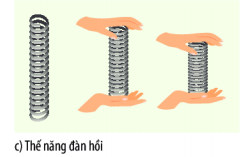 c) Thế năng đàn hồi